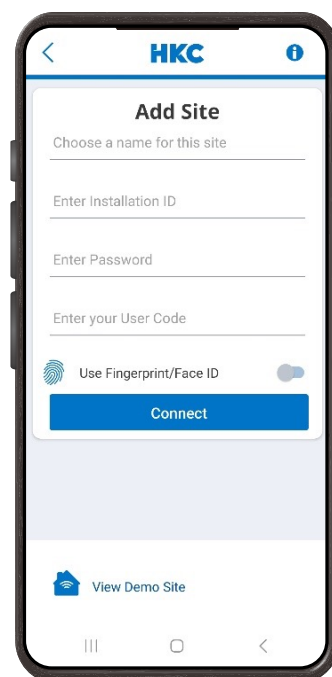 HKC
Add Site
Choose a name for this site
Enter Installation ID
Enter Password
Enter your User Code
Use Fingerprint/Face ID
Connect
View Demo Site